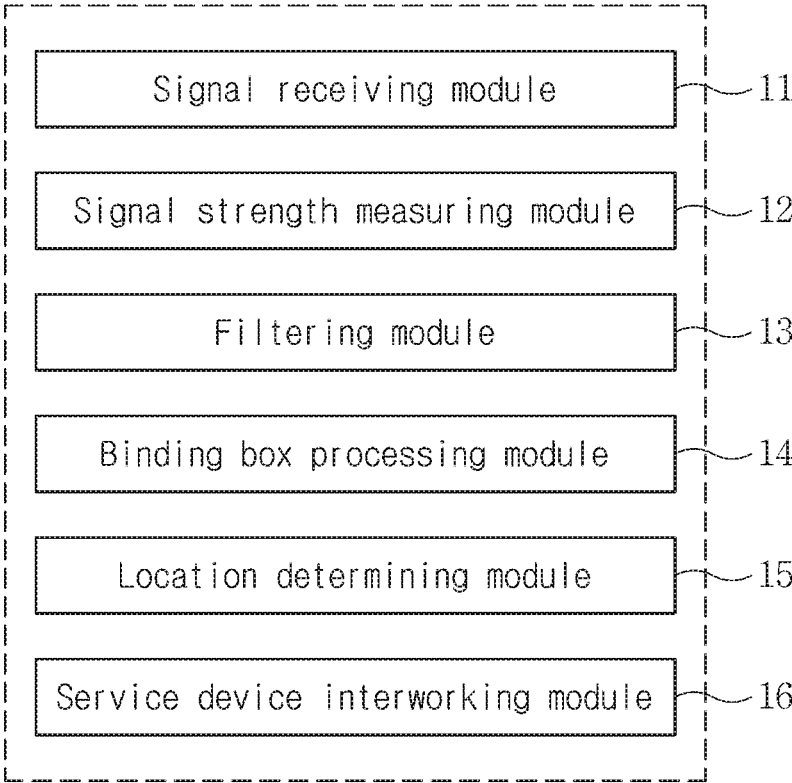 Signal receiving module 11
Signal strength measuring module 12
Filtering module 13
Binding box processing module 14
Location determining module 15
Service device interworking module 16